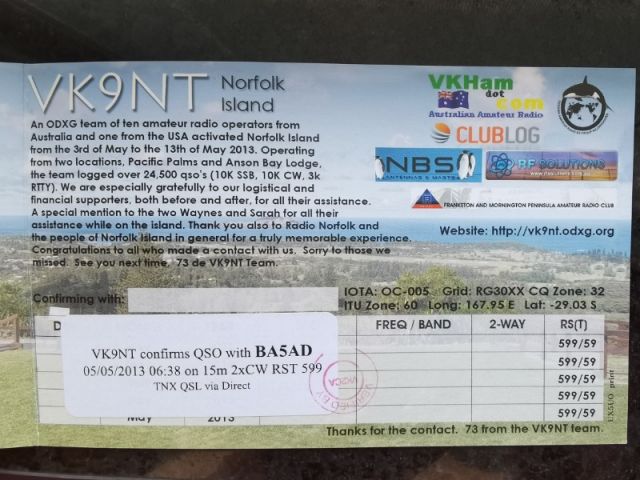 VK9NT Norfolk
Island
An ODXG team of ten amateur radio operators from
Australia and one from the USA activated Norfolk Island
from the 3rd of May to the 13th of May 2013. Operating
from two locations, Pacific Palms and Anson Bay Lodge,
the team logged over 24,500 qso's (10K SSB, 10K CW, 3k
RTTY). We are especially gratefully to our logistical and
financial supporters, both before and after, for all their assistance.
A special mention to the two Waynes and Sarah for all their
assistance while on the island. Thank you also to Radio Norfolk and
the people of Norfolk Island in general for a truly memorable experience.
Congratulations to all who made a contact with us. Sorry to those we
missed. See you next time, 73 de VK9NT Team.
VKHam
dot
com
Australian Amateur Radio
CLUBLOG
NBS
ANTENNAS & MASTS
RF SOLUTIONS
FRANKSTON AND MORNINGTON PENINSULA AMATEUR RADIO CLUB
Website: http://vk9nt.odxg.org
Confirming with:
IOTA: OC-005 Grid: RG30XX CQ Zone: 32
ITU Zone: 60 Long: 167.95 E Lat: -29.03 S
FREQ / BAND 2-WAY RS(T)
599/59
599/59
599/59
599/59
599/59
VK9NT confirms QSO with BA5AD
05/05/2013 06:38 on 15m 2xCW RST 599
TNX QSL via Direct
VERIFIED BY
VK2CA
May 2013
UX5UO print
Thanks for the contact. 73 from the VK9NT team.